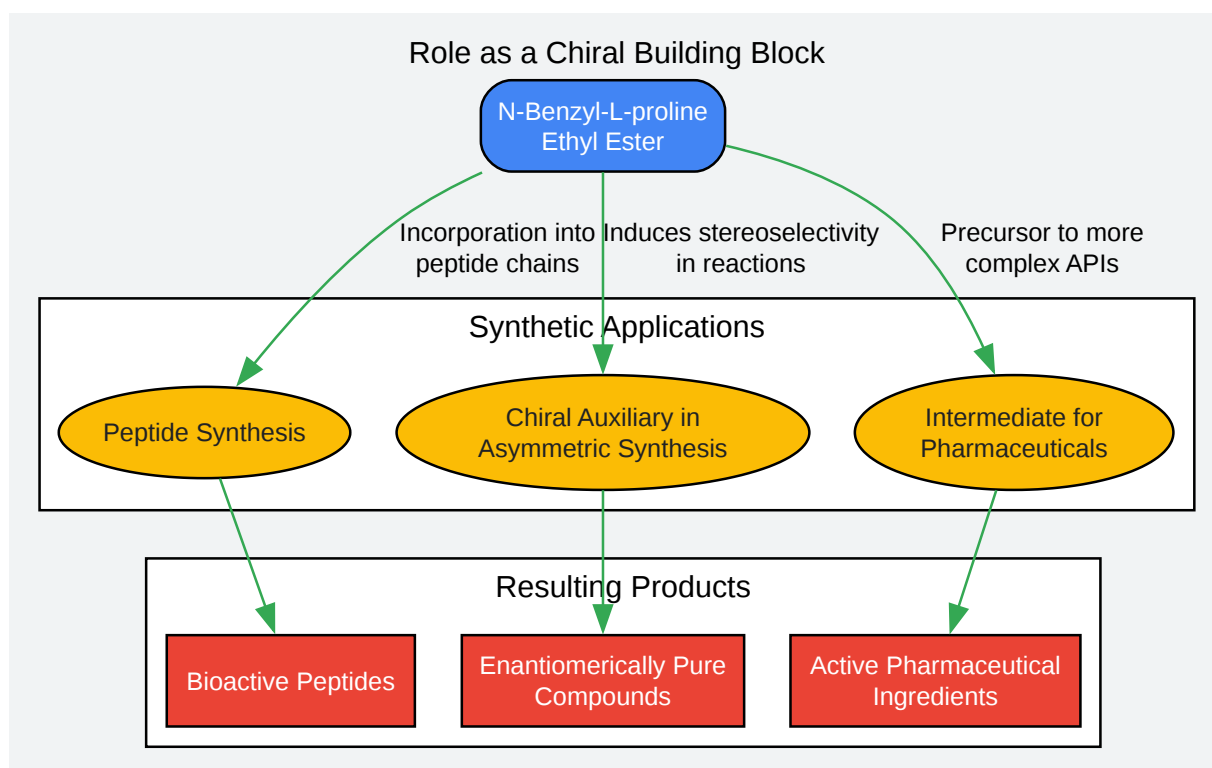 Role as a Chiral Building Block
N-Benzyl-L-proline
Ethyl Ester
Incorporation into
peptide chains
Induces stereoselectivity
in reactions
Precursor to more
complex APIs
Synthetic Applications
Peptide Synthesis
Chiral Auxiliary in
Asymmetric Synthesis
Intermediate for
Pharmaceuticals
Resulting Products
Bioactive Peptides
Enantiomerically Pure
Compounds
Active Pharmaceutical
Ingredients